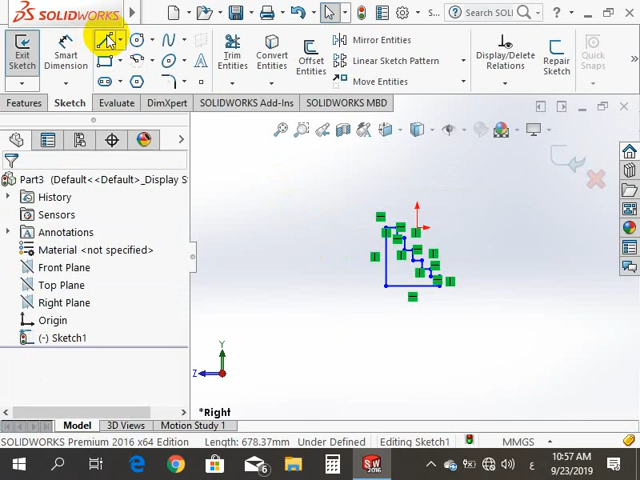 SOLIDWORKS
S...
Search S
Exit Sketch
Smart Dimension
Trim Entities
Convert Entities
Offset Entities
Mirror Entities
Linear Sketch Pattern
Move Entities
Display/Delete Relations
Repair Sketch
Quick Snaps
Features
Sketch
Evaluate
DimXpert
SOLIDWORKS Add-Ins
SOLIDWORKS MBD
Part3 (Default<<Default>_Display S
History
Sensors
Annotations
Material <not specified>
Front Plane
Top Plane
Right Plane
Origin
(-) Sketch1
Y
Z
*Right
Model
3D Views
Motion Study 1
SOLIDWORKS Premium 2016 x64 Edition
Length: 678.37mm
Under Defined
Editing Sketch1
MMGS
6
SW
2016
ع
10:57 AM
9/23/2019